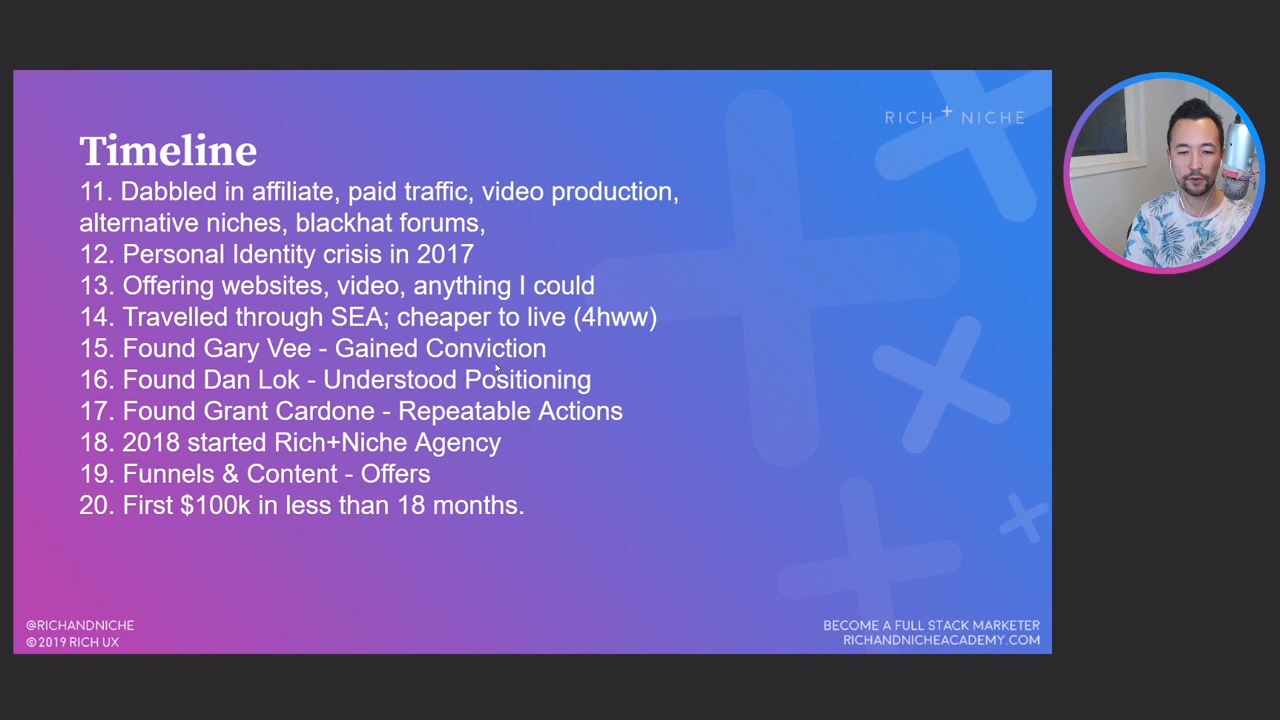 RICH + NICHE
Timeline
11. Dabbled in affiliate, paid traffic, video production,
alternative niches, blackhat forums,
12. Personal Identity crisis in 2017
13. Offering websites, video, anything I could
14. Travelled through SEA; cheaper to live (4hww)
15. Found Gary Vee - Gained Conviction
16. Found Dan Lok - Understood Positioning
17. Found Grant Cardone - Repeatable Actions
18. 2018 started Rich+Niche Agency
19. Funnels & Content - Offers
20. First $100k in less than 18 months.
@RICHANDNICHE
©2019 RICH UX
BECOME A FULL STACK MARKETER
RICHANDNICHEACADEMY.COM